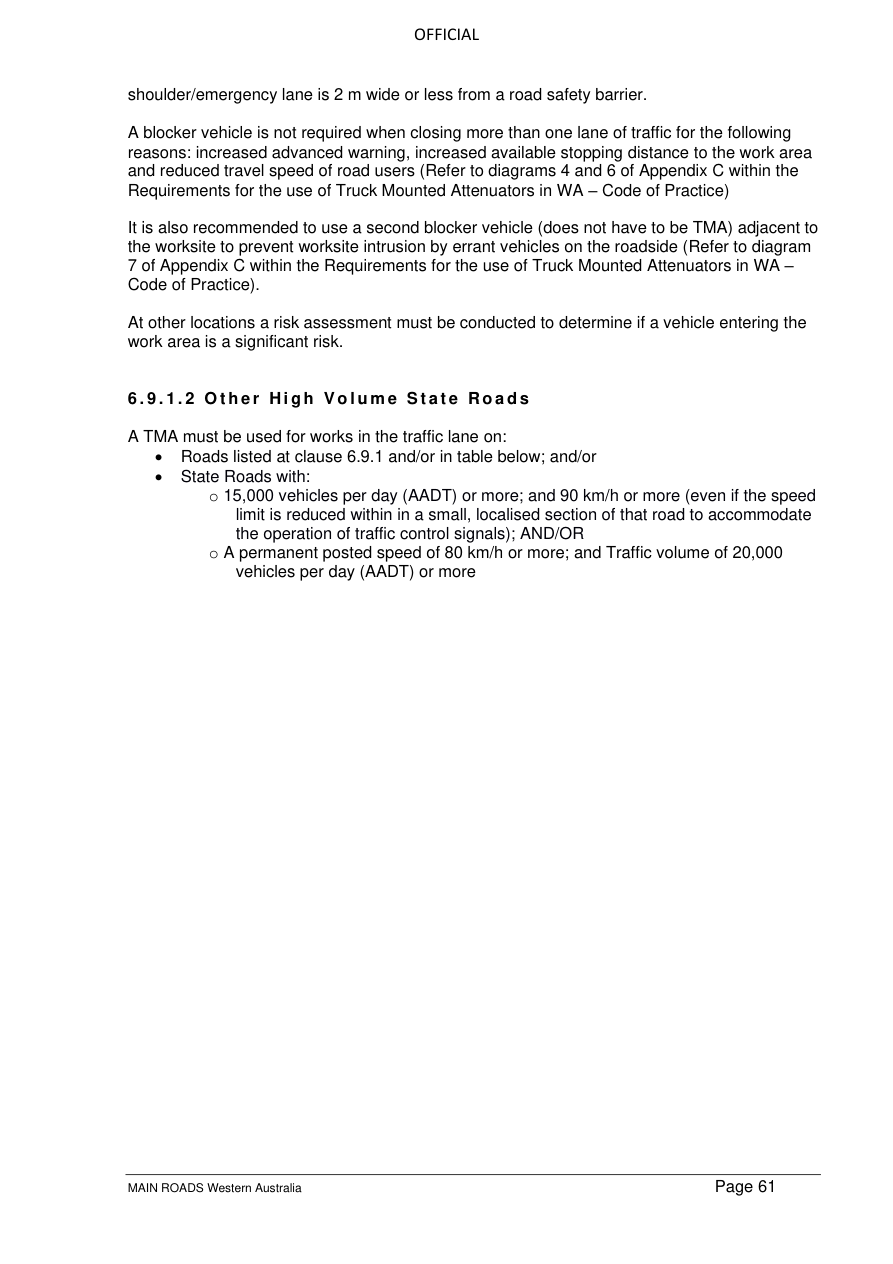 OFFICIAL
shoulder/emergency lane is 2 m wide or less from a road safety barrier.
A blocker vehicle is not required when closing more than one lane of traffic for the following
reasons: increased advanced warning, increased available stopping distance to the work area
and reduced travel speed of road users (Refer to diagrams 4 and 6 of Appendix C within the
Requirements for the use of Truck Mounted Attenuators in WA – Code of Practice)
It is also recommended to use a second blocker vehicle (does not have to be TMA) adjacent to
the worksite to prevent worksite intrusion by errant vehicles on the roadside (Refer to diagram
7 of Appendix C within the Requirements for the use of Truck Mounted Attenuators in WA –
Code of Practice).
At other locations a risk assessment must be conducted to determine if a vehicle entering the
work area is a significant risk.
6.9.1.2 Other High Volume State Roads
A TMA must be used for works in the traffic lane on:
• Roads listed at clause 6.9.1 and/or in table below; and/or
• State Roads with:
o 15,000 vehicles per day (AADT) or more; and 90 km/h or more (even if the speed
limit is reduced within in a small, localised section of that road to accommodate
the operation of traffic control signals); AND/OR
o A permanent posted speed of 80 km/h or more; and Traffic volume of 20,000
vehicles per day (AADT) or more
MAIN ROADS Western Australia Page 61